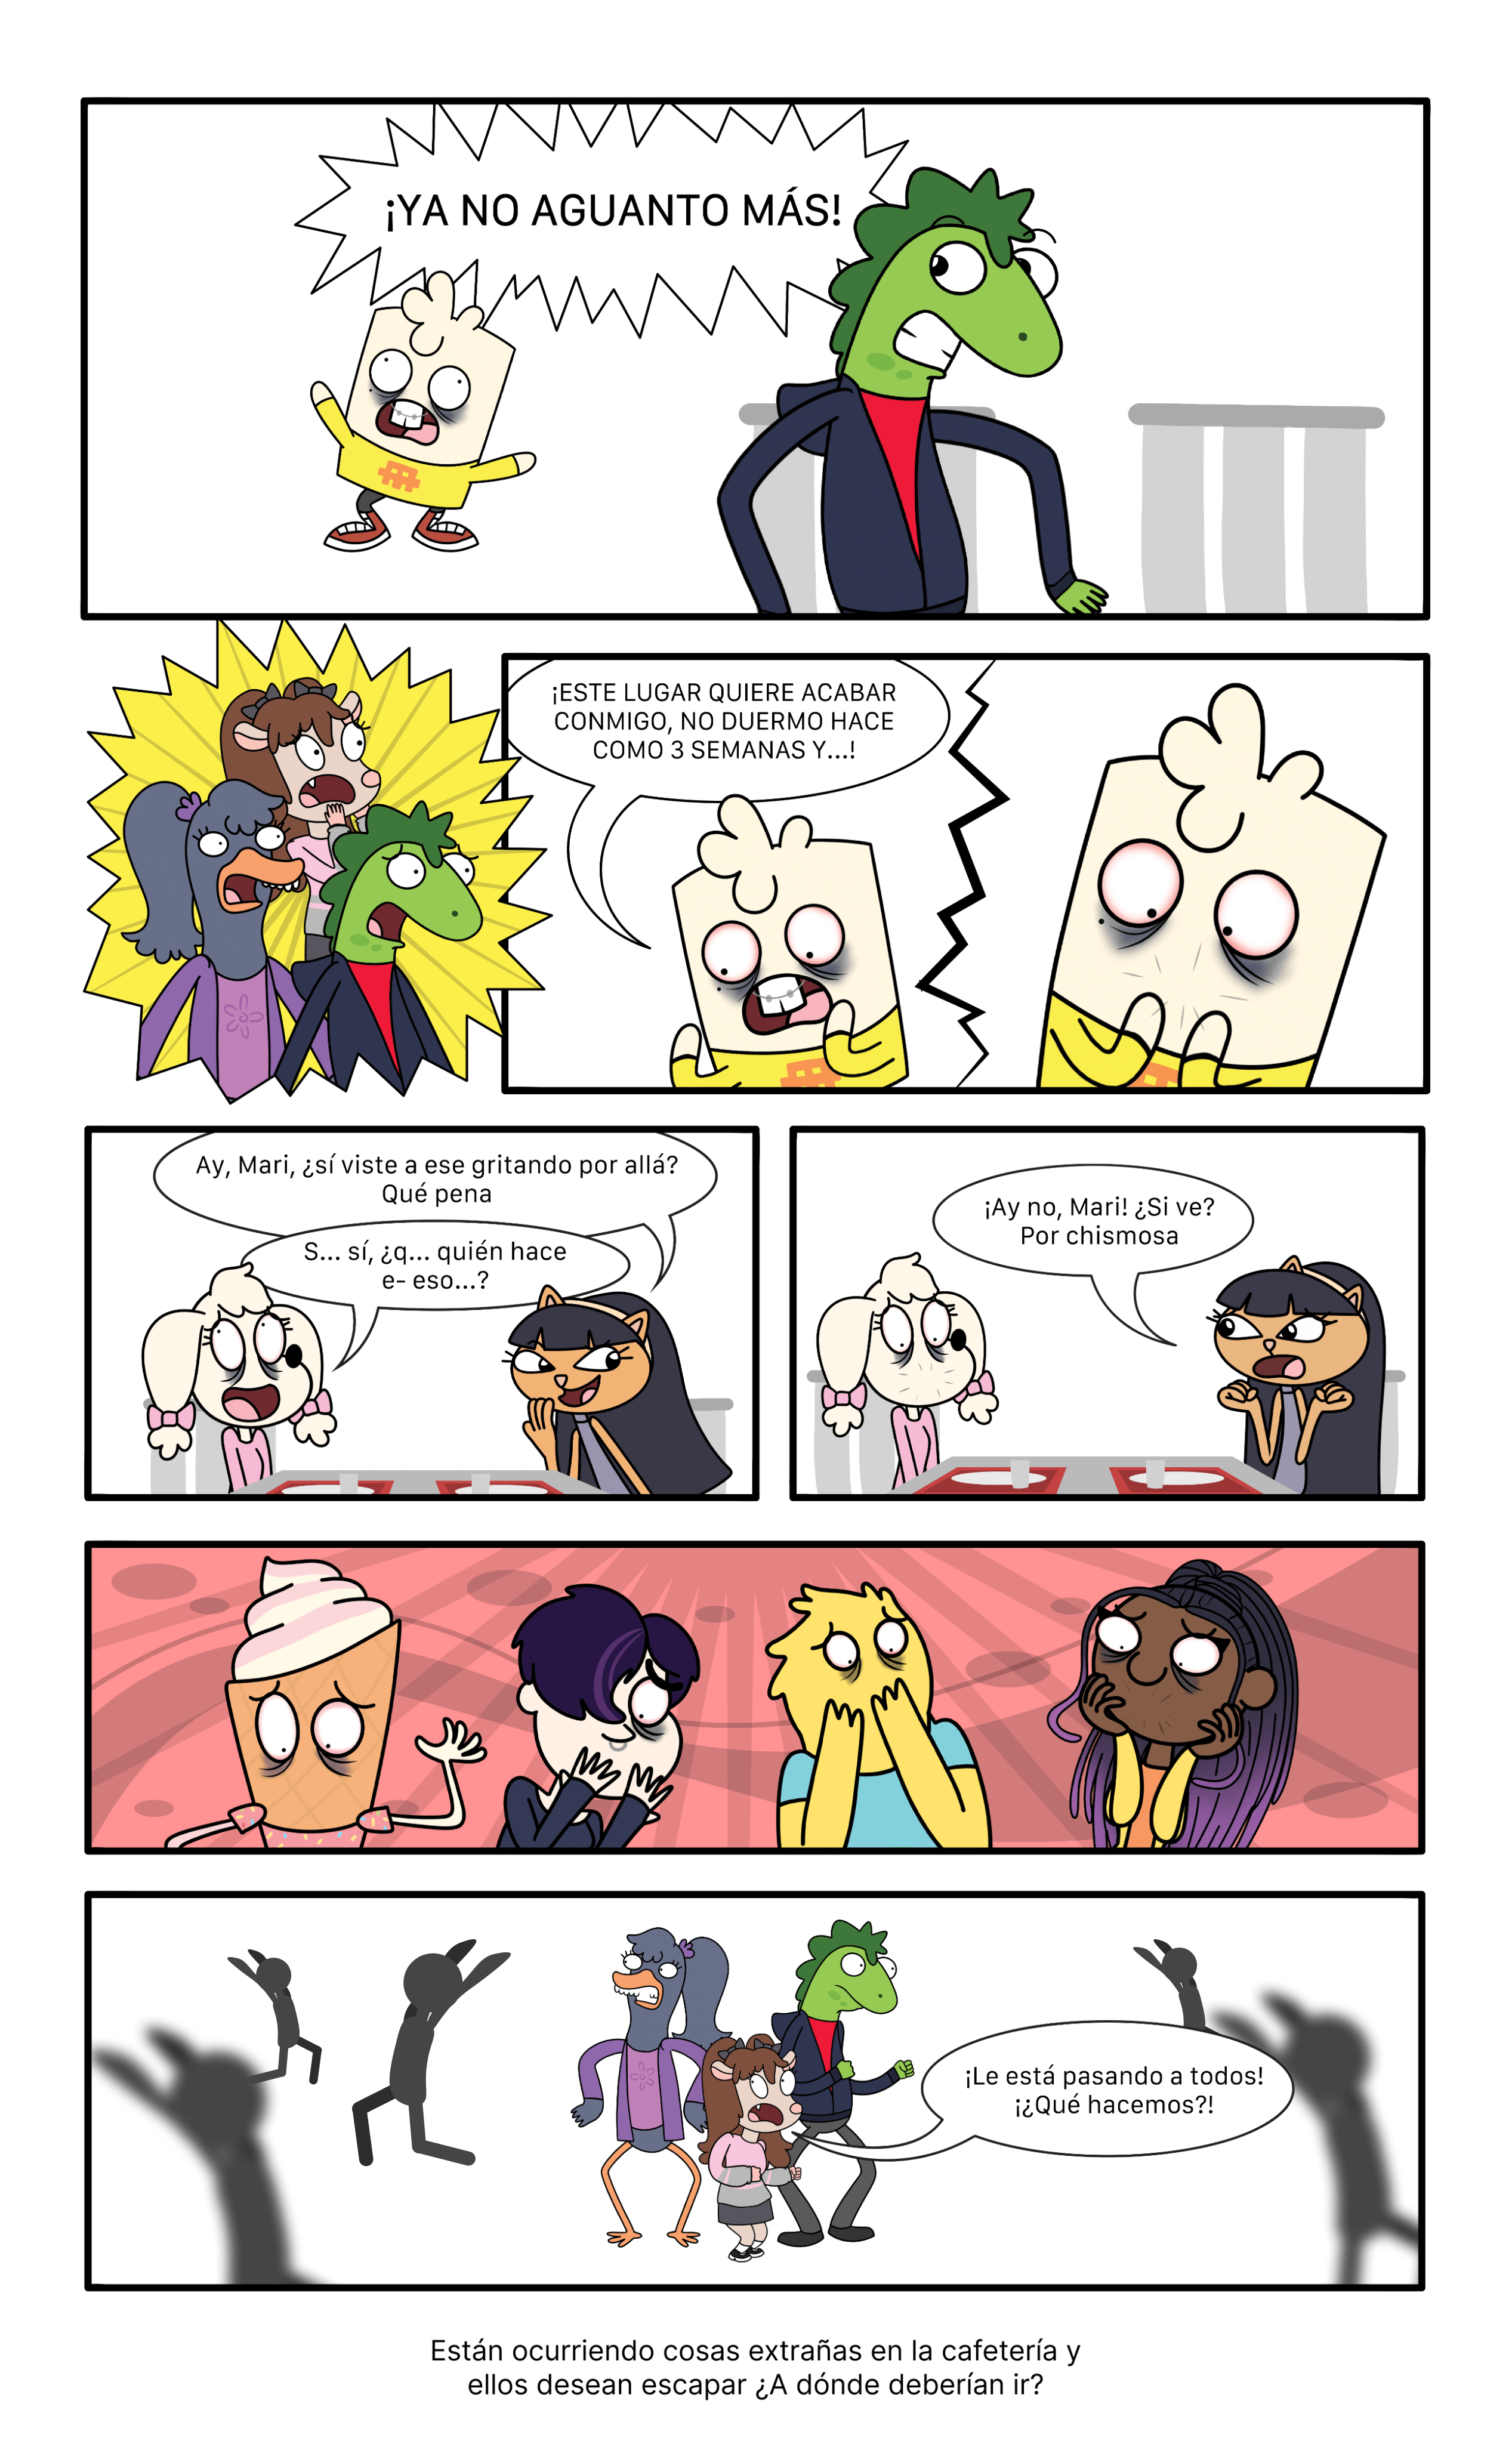 ¡YA NO AGUANTO MÁS!
¡ESTE LUGAR QUIERE ACABAR
CONMIGO, NO DUERMO HACE
COMO 3 SEMANAS Y...!
Ay, Mari, ¿sí viste a ese gritando por allá?
Qué pena
S... sí, ¿q... quién hace
e- eso...?
¡Ay no, Mari! ¿Si ve?
Por chismosa
¡Le está pasando a todos!
¡¿Qué hacemos?!
Están ocurriendo cosas extrañas en la cafetería y
ellos desean escapar ¿A dónde deberían ir?